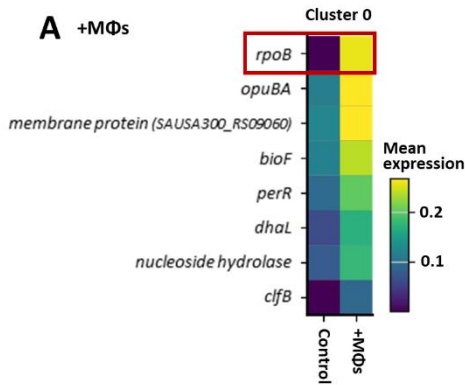 A +MΦs
Cluster 0
rpoB
opuBA
membrane protein (SAUSA300_RS09060)
bioF
perR
dhaL
nucleoside hydrolase
clfB
Mean
expression
0.2
0.1
Control
+MΦs